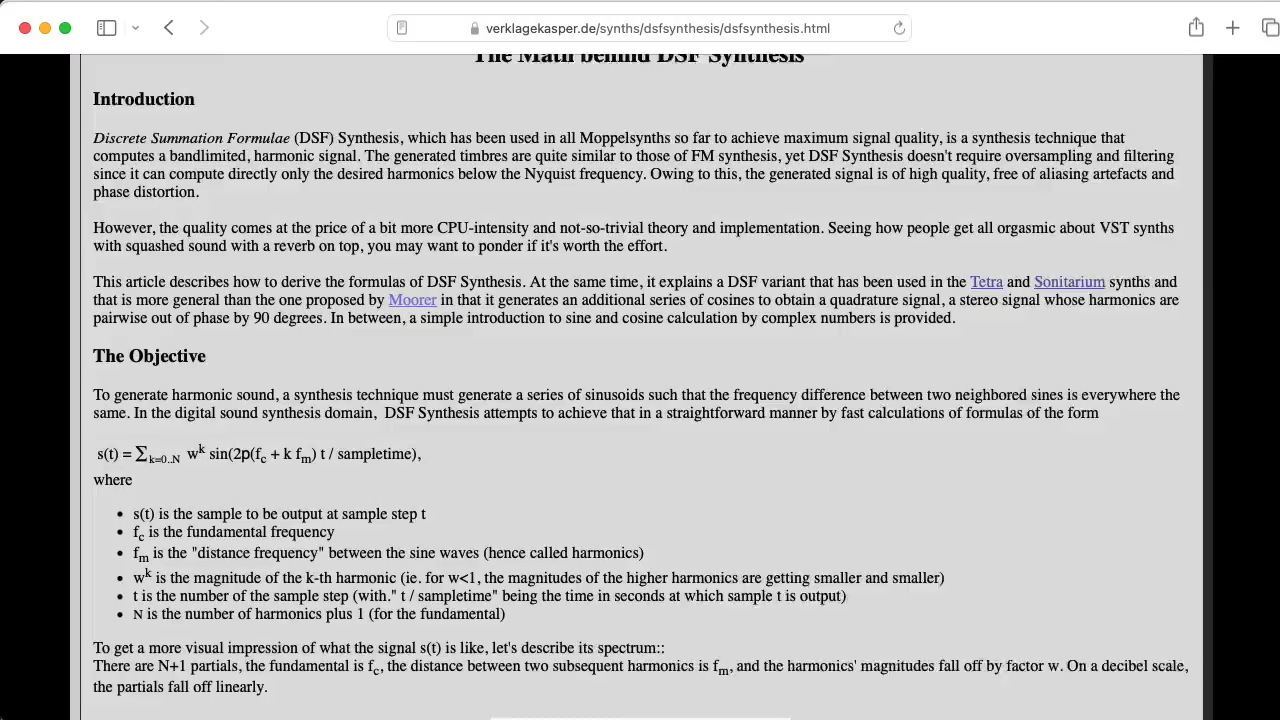 verklagekasper.de/synths/dsfsynthesis/dsfsynthesis.html
The Math behind DSF Synthesis
Introduction
Discrete Summation Formulae (DSF) Synthesis, which has been used in all Moppelsynths so far to achieve maximum signal quality, is a synthesis technique that
computes a bandlimited, harmonic signal. The generated timbres are quite similar to those of FM synthesis, yet DSF Synthesis doesn't require oversampling and filtering
since it can compute directly only the desired harmonics below the Nyquist frequency. Owing to this, the generated signal is of high quality, free of aliasing artefacts and
phase distortion.
However, the quality comes at the price of a bit more CPU-intensity and not-so-trivial theory and implementation. Seeing how people get all orgasmic about VST synths
with squashed sound with a reverb on top, you may want to ponder if it's worth the effort.
This article describes how to derive the formulas of DSF Synthesis. At the same time, it explains a DSF variant that has been used in the Tetra and Sonitarium synths and
that is more general than the one proposed by Moorer in that it generates an additional series of cosines to obtain a quadrature signal, a stereo signal whose harmonics are
pairwise out of phase by 90 degrees. In between, a simple introduction to sine and cosine calculation by complex numbers is provided.
The Objective
To generate harmonic sound, a synthesis technique must generate a series of sinusoids such that the frequency difference between two neighbored sines is everywhere the
same. In the digital sound synthesis domain,  DSF Synthesis attempts to achieve that in a straightforward manner by fast calculations of formulas of the form
s(t) = ∑k=0..N w^k sin(2p(fc + k fm) t / sampletime),
where
• s(t) is the sample to be output at sample step t
• fc is the fundamental frequency
• fm is the "distance frequency" between the sine waves (hence called harmonics)
• w^k is the magnitude of the k-th harmonic (ie. for w<1, the magnitudes of the higher harmonics are getting smaller and smaller)
• t is the number of the sample step (with." t / sampletime" being the time in seconds at which sample t is output)
• N is the number of harmonics plus 1 (for the fundamental)
To get a more visual impression of what the signal s(t) is like, let's describe its spectrum::
There are N+1 partials, the fundamental is fc, the distance between two subsequent harmonics is fm, and the harmonics' magnitudes fall off by factor w. On a decibel scale,
the partials fall off linearly.